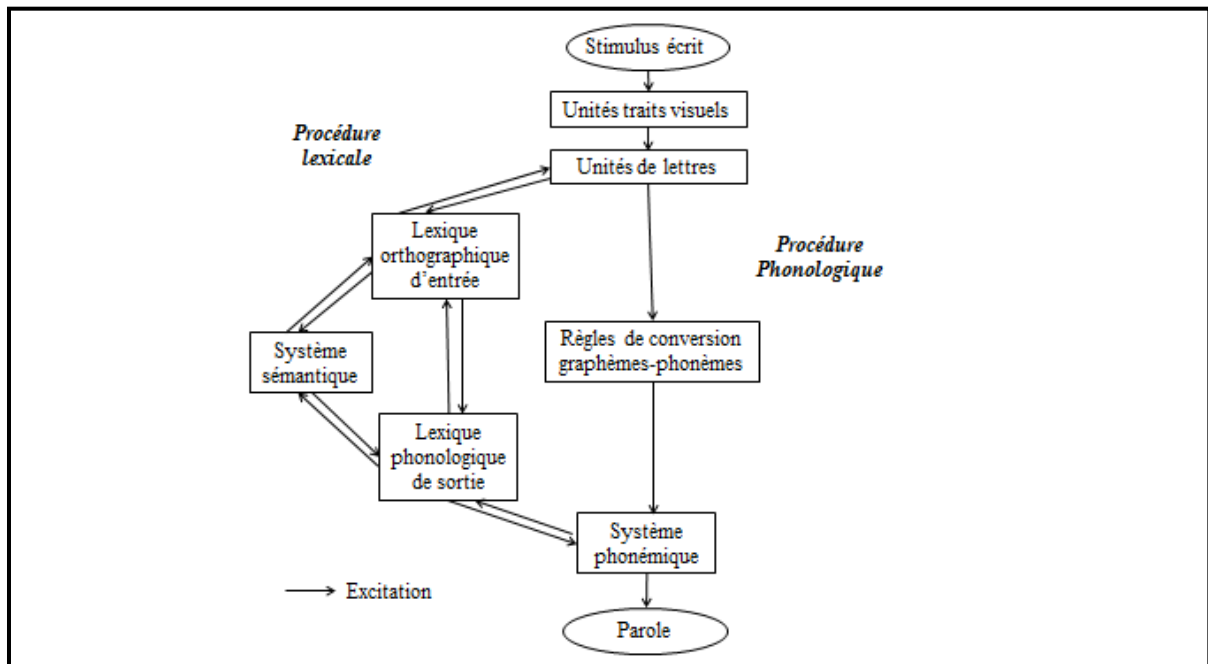 Stimulus écrit
Unités traits visuels
Procédure
lexicale
Unités de lettres
Lexique
orthographique
d'entrée
Procédure
Phonologique
Règles de conversion
graphèmes-phonèmes
Système
sémantique
Lexique
phonologique
de sortie
Système
phonémique
Excitation
Parole